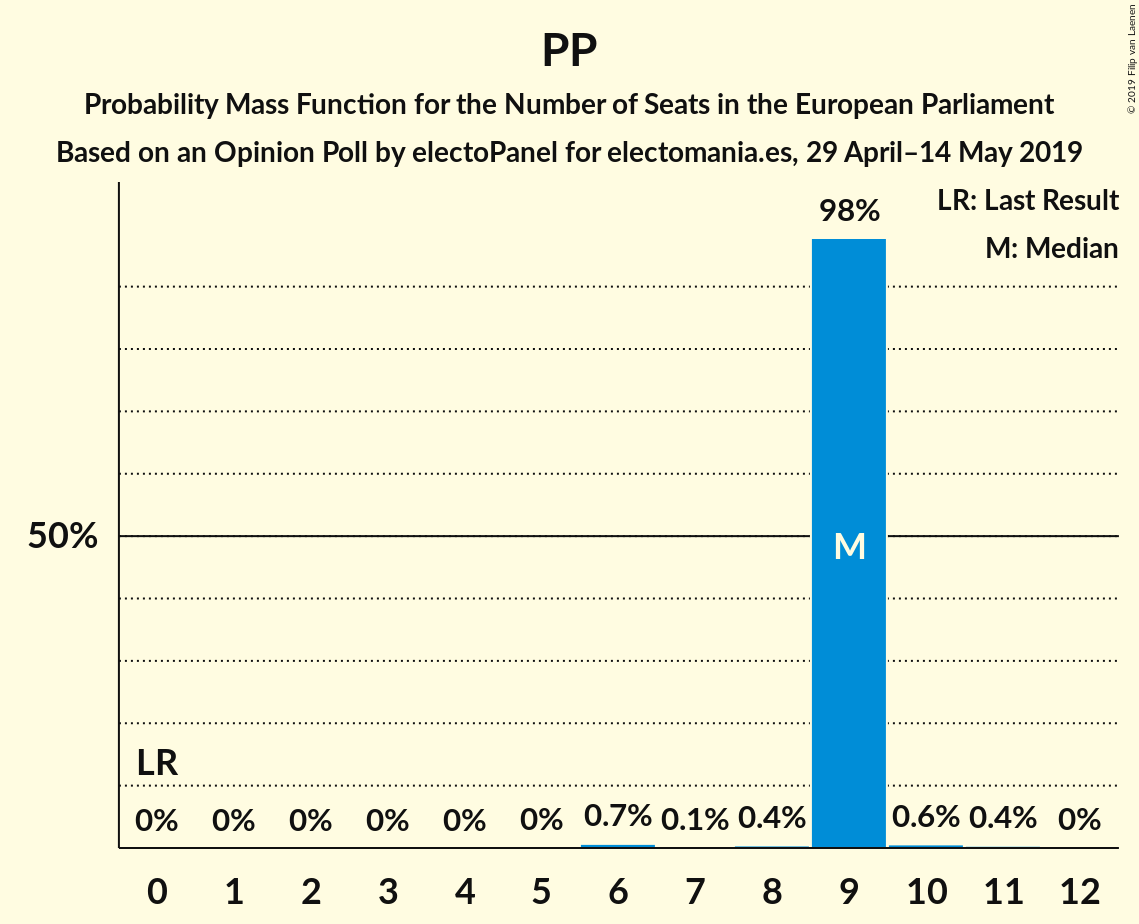 PP
Probability Mass Function for the Number of Seats in the European Parliament
Based on an Opinion Poll by electoPanel for electomania.es, 29 April–14 May 2019
© 2019 Filip van Laenen
LR: Last Result
M: Median
98%
50%
M
LR
0% 0% 0% 0% 0% 0% 0.7% 0.1% 0.4% 0.6% 0.4% 0%
0 1 2 3 4 5 6 7 8 9 10 11 12